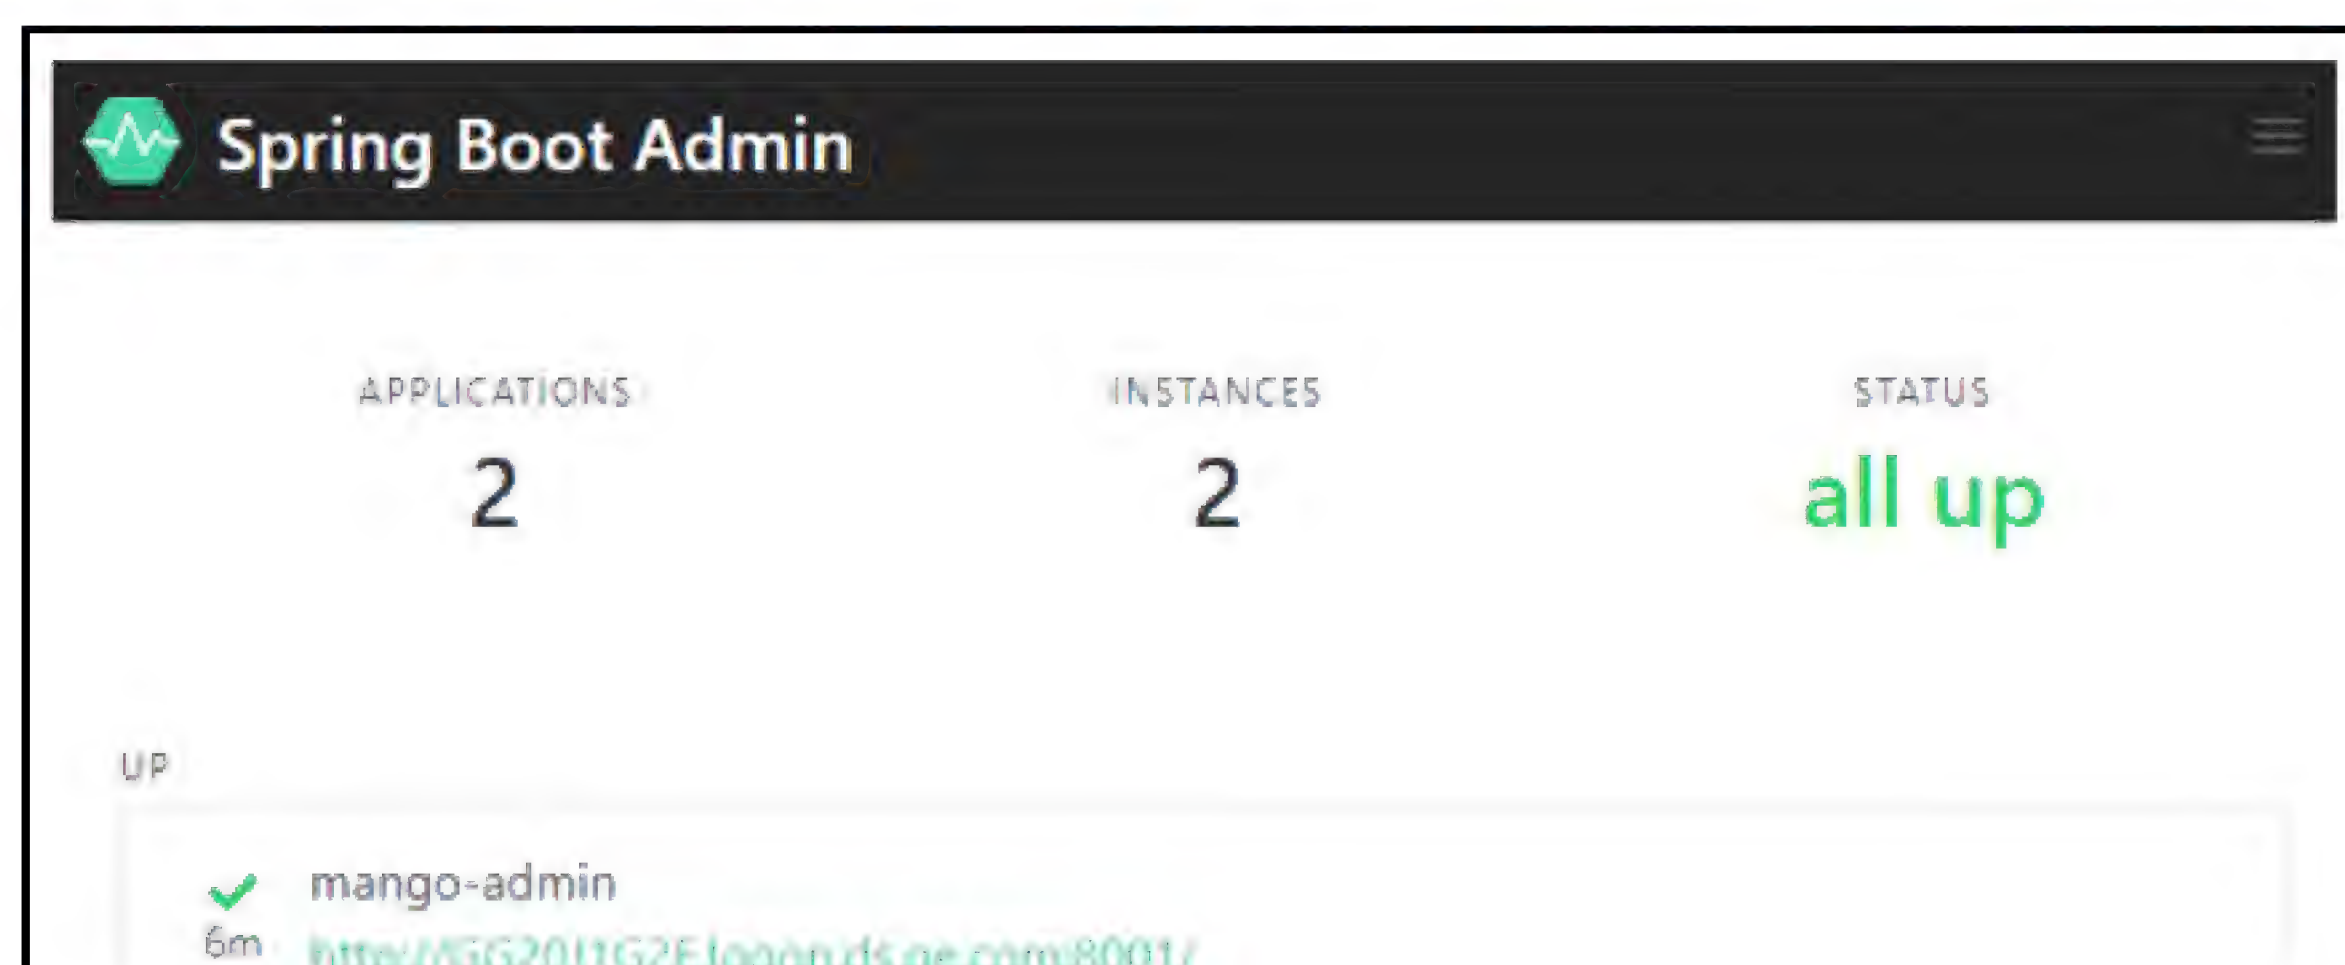 Spring Boot Admin
APPLICATIONS
INSTANCES
STATUS
2
2
all up
UP
mango-admin
6m